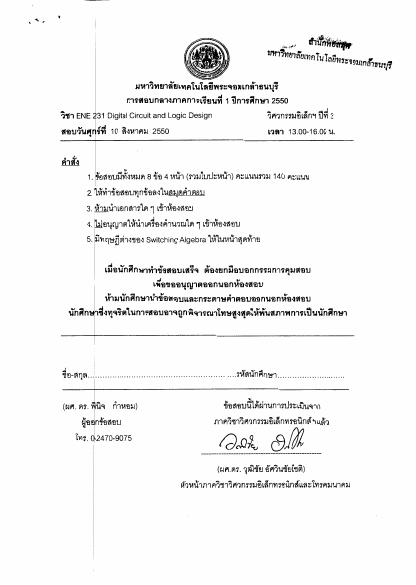 สำนักหอสมุด
มหาวิทยาลัยเทคโนโลยีพระจอมเกล้าธนบุรี
มหาวิทยาลัยเทคโนโลยีพระจอมเกล้าธนบุรี
การสอบกลางภาคการเรียนที่ 1 ปีการศึกษา 2550
วิชา ENE 231 Digital Circuit and Logic Design วิศวกรรมอิเล็กฯ ปีที่ 2
สอบวันศุกร์ที่ 10 สิงหาคม 2550 เวลา 13.00-16.00 น.
คำสั่ง
1. ข้อสอบมีทั้งหมด 8 ข้อ 4 หน้า (รวมใบปะหน้า) คะแนนรวม 140 คะแนน
2. ให้ทำข้อสอบทุกข้อลงในสมุดคำตอบ
3. ห้ามนำเอกสารใด ๆ เข้าห้องสอบ
4. ไม่อนุญาตให้นำเครื่องคำนวณใด ๆ เข้าห้องสอบ
5. มีทฤษฎีต่างของ Switching Algebra ให้ในหน้าสุดท้าย
เมื่อนักศึกษาทำข้อสอบเสร็จ ต้องยกมือบอกกรรมการคุมสอบ
เพื่อขออนุญาตออกนอกห้องสอบ
ห้ามนักศึกษานำข้อสอบและกระดาษคำตอบออกนอกห้องสอบ
นักศึกษาซึ่งทุจริตในการสอบอาจถูกพิจารณาโทษสูงสุดให้พ้นสภาพการเป็นนักศึกษา
ชื่อ-สกุล..........................................................รหัสนักศึกษา..............................
(ผศ. ดร. พินิจ กำหอม) ข้อสอบนี้ได้ผ่านการประเมินจาก
ผู้ออกข้อสอบ ภาควิชาวิศวกรรมอิเล็กทรอนิกส์ฯแล้ว
โทร. 02470-9075
(ผศ.ดร. วุฒิชัย อัศวินชัยโชติ)
หัวหน้าภาควิชาวิศวกรรมอิเล็กทรอนิกส์และโทรคมนาคม